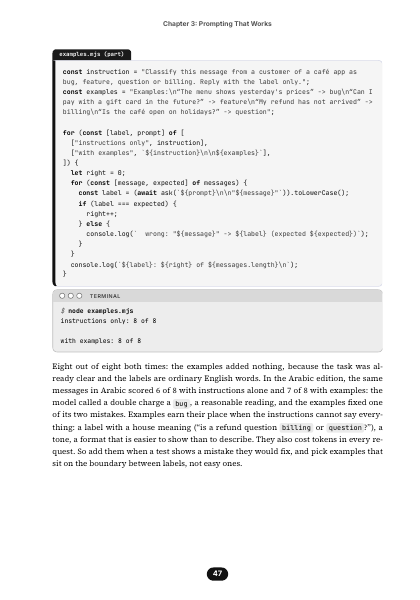 Chapter 3: Prompting That Works
examples.mjs (part)
const instruction = "Classify this message from a customer of a café app as
bug, feature, question or billing. Reply with the label only.";
const examples = "Examples:\n“The menu shows yesterday's prices” -> bug\n“Can I
pay with a gift card in the future?” -> feature\n“My refund has not arrived” ->
billing\n“Is the café open on holidays?” -> question";
for (const [label, prompt] of [
["instructions only", instruction],
["with examples", `${instruction}\n\n${examples}`],
]) {
let right = 0;
for (const [message, expected] of messages) {
const label = (await ask(`${prompt}\n\n"${message}"`)).toLowerCase();
if (label === expected) {
right++;
} else {
console.log(`  wrong: "${message}" -> ${label} (expected ${expected})`);
}
}
console.log(`${label}: ${right} of ${messages.length}\n`);
}
TERMINAL
$ node examples.mjs
instructions only: 8 of 8
with examples: 8 of 8
Eight out of eight both times: the examples added nothing, because the task was al-
ready clear and the labels are ordinary English words. In the Arabic edition, the same
messages in Arabic scored 6 of 8 with instructions alone and 7 of 8 with examples: the
model called a double charge a bug, a reasonable reading, and the examples fixed one
of its two mistakes. Examples earn their place when the instructions cannot say every-
thing: a label with a house meaning (“is a refund question billing or question?”), a
tone, a format that is easier to show than to describe. They also cost tokens in every re-
quest. So add them when a test shows a mistake they would fix, and pick examples that
sit on the boundary between labels, not easy ones.
47